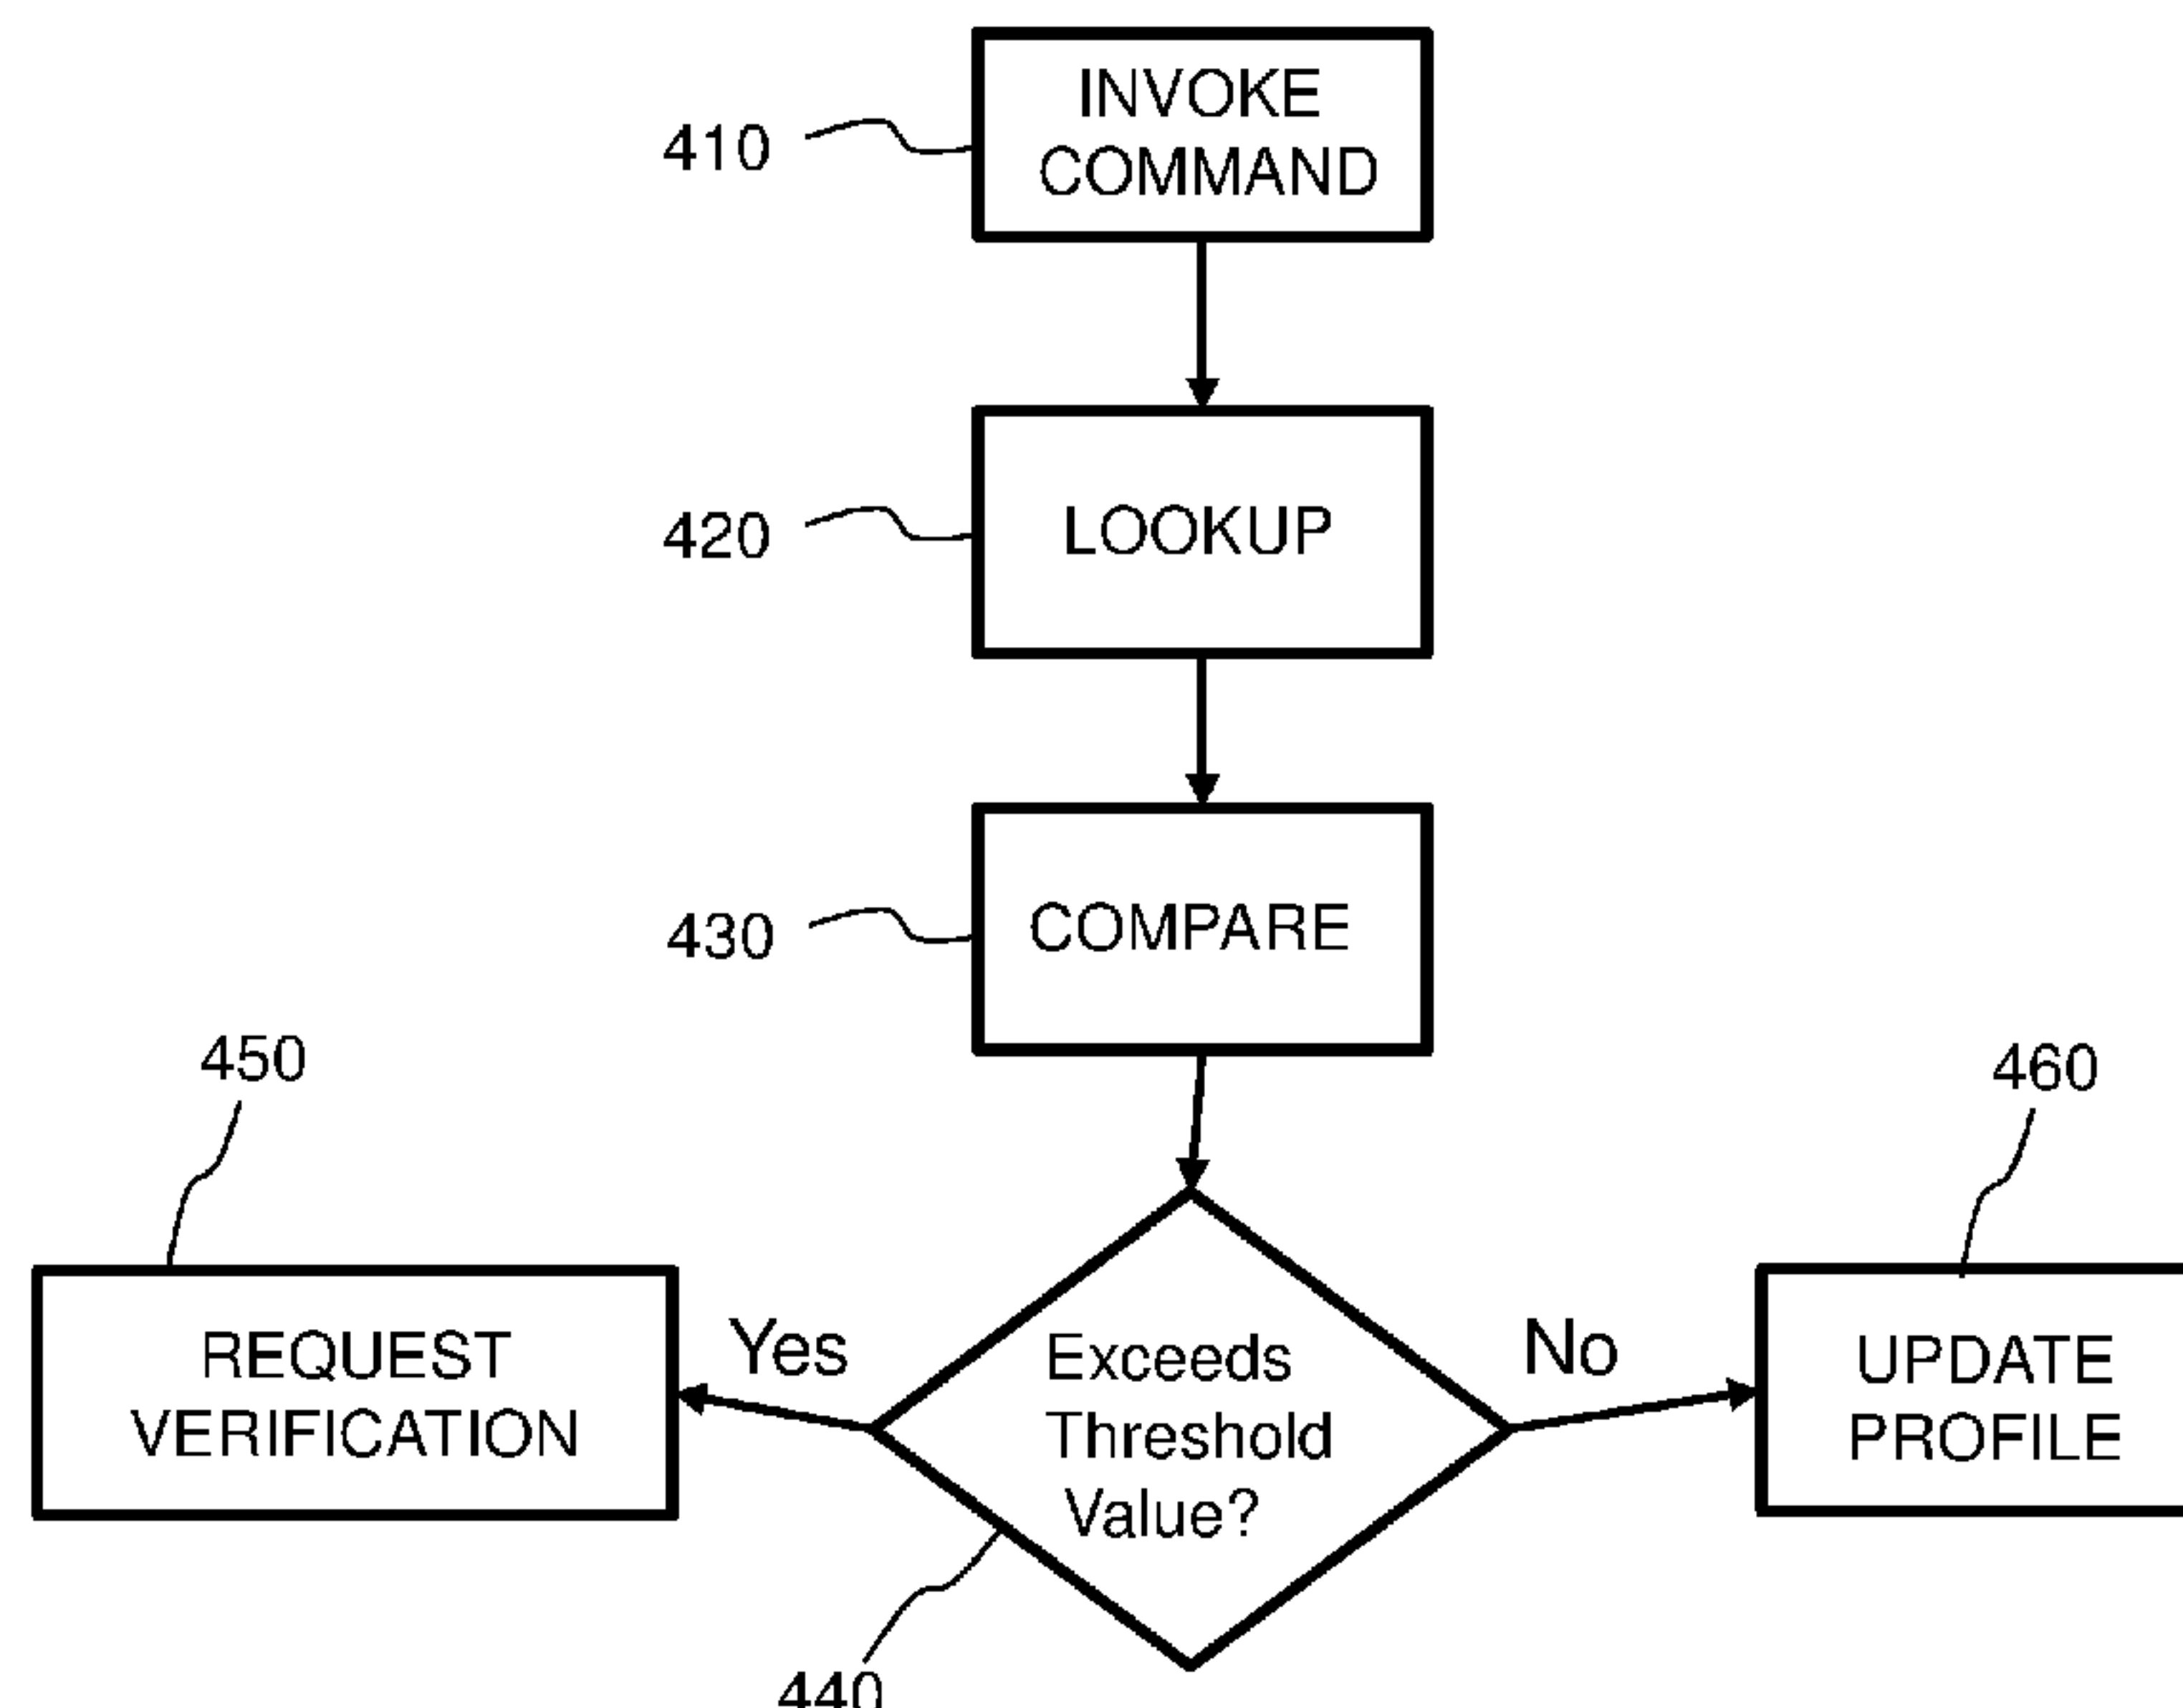 INVOKE
COMMAND
410
LOOKUP
420
COMPARE
430
450
460
REQUEST
VERIFICATION
Yes
Exceeds
Threshold
Value?
No
UPDATE
PROFILE
440